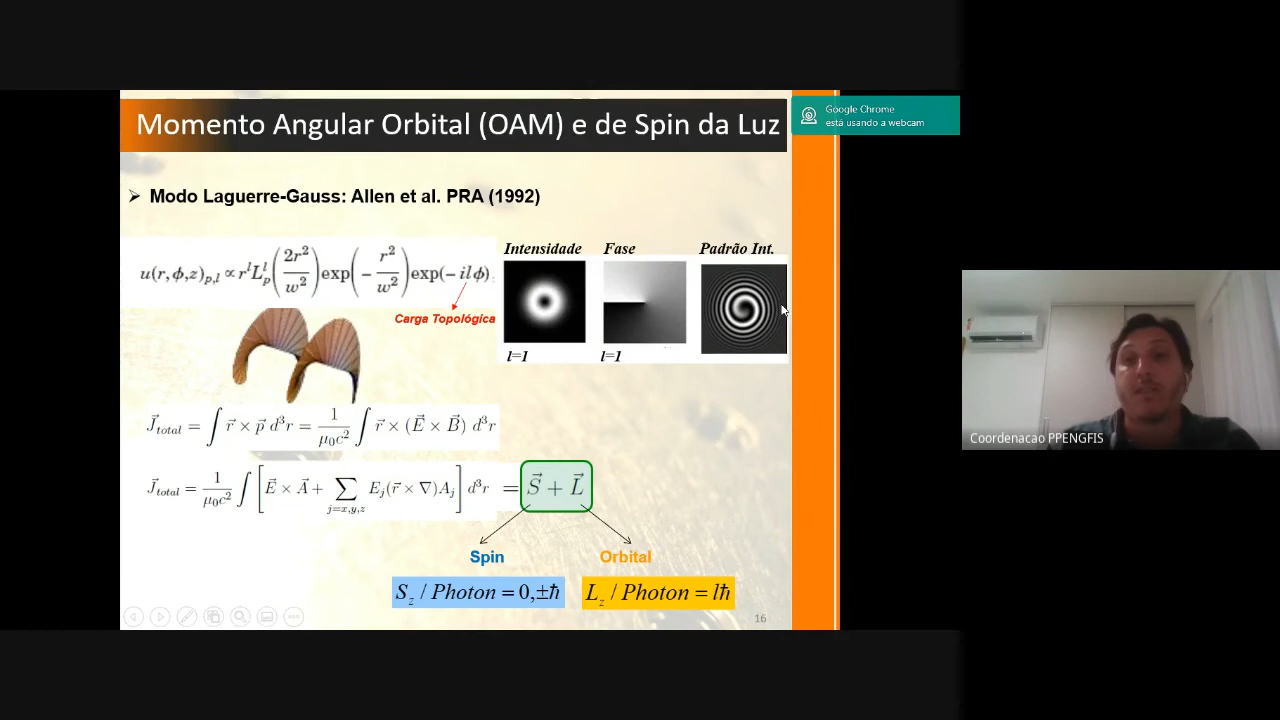 Momento Angular Orbital (OAM) e de Spin da Luz
Google Chrome
está usando a webcam
Modo Laguerre-Gauss: Allen et al. PRA (1992)
Intensidade Fase Padrão Int.
u(r,ϕ,z)_{p,l} ∝ r^l L_p^l (2r²/w²) exp(−r²/w²) exp(−ilϕ)
Carga Topológica
l=1 l=1
J⃗_{total} = ∫ r⃗ × p⃗ d³r = 1/(μ₀c²) ∫ r⃗ × (E⃗ × B⃗) d³r
J⃗_{total} = 1/(μ₀c²) ∫ [E⃗ × A⃗ + ∑_{j=x,y,z} E_j(r⃗ × ∇)A_j] d³r = S⃗ + L⃗
Spin Orbital
S_z / Photon = 0,±ħ L_z / Photon = lħ
16
Coordenacao PPENGFIS